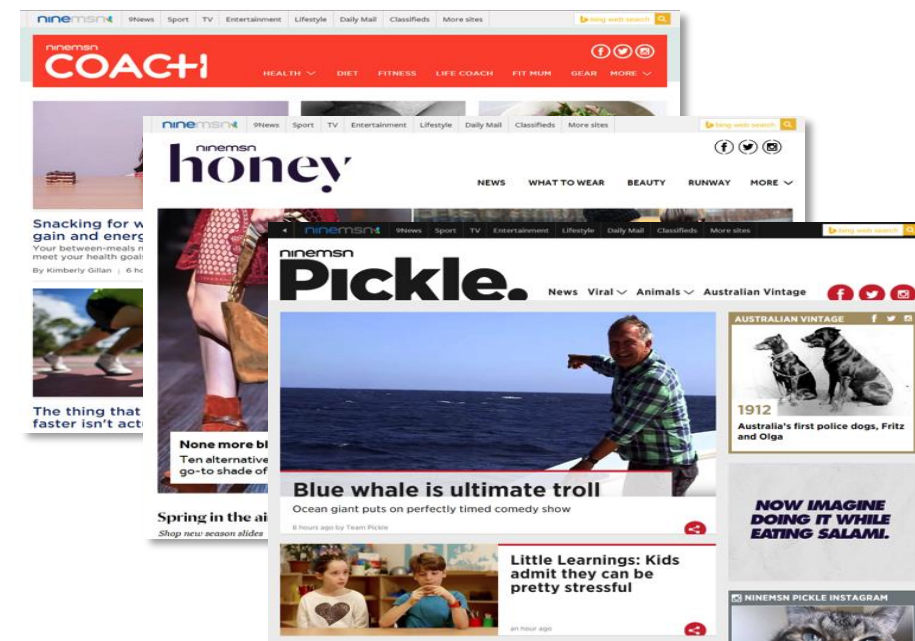 ninemsn 9News Sport TV Entertainment Lifestyle Daily Mail Classifieds More sites bing web search
ninemsn
COACH
HEALTH DIET FITNESS LIFE COACH FIT MUM GEAR MORE
Snacking for
gain and energ
Your between-meals
meet your health goal
By Kimberly Gillan | 6 ho
The thing that
faster isn't act
ninemsn 9News Sport TV Entertainment Lifestyle Daily Mail Classifieds More sites bing web search
ninemsn
honey
NEWS WHAT TO WEAR BEAUTY RUNWAY MORE
None more bl
Ten alternative
go-to shade of
Spring in the ai
Shop new season slides
ninemsn 9News Sport TV Entertainment Lifestyle Daily Mail Classifieds More sites bing web search
ninemsn
Pickle.
News Viral Animals Australian Vintage
Blue whale is ultimate troll
Ocean giant puts on perfectly timed comedy show
8 hours ago by Team Pickle
Little Learnings: Kids
admit they can be
pretty stressful
an hour ago
AUSTRALIAN VINTAGE
1912
Australia's first police dogs, Fritz
and Olga
NOW IMAGINE
DOING IT WHILE
EATING SALAMI.
NINEMSN PICKLE INSTAGRAM